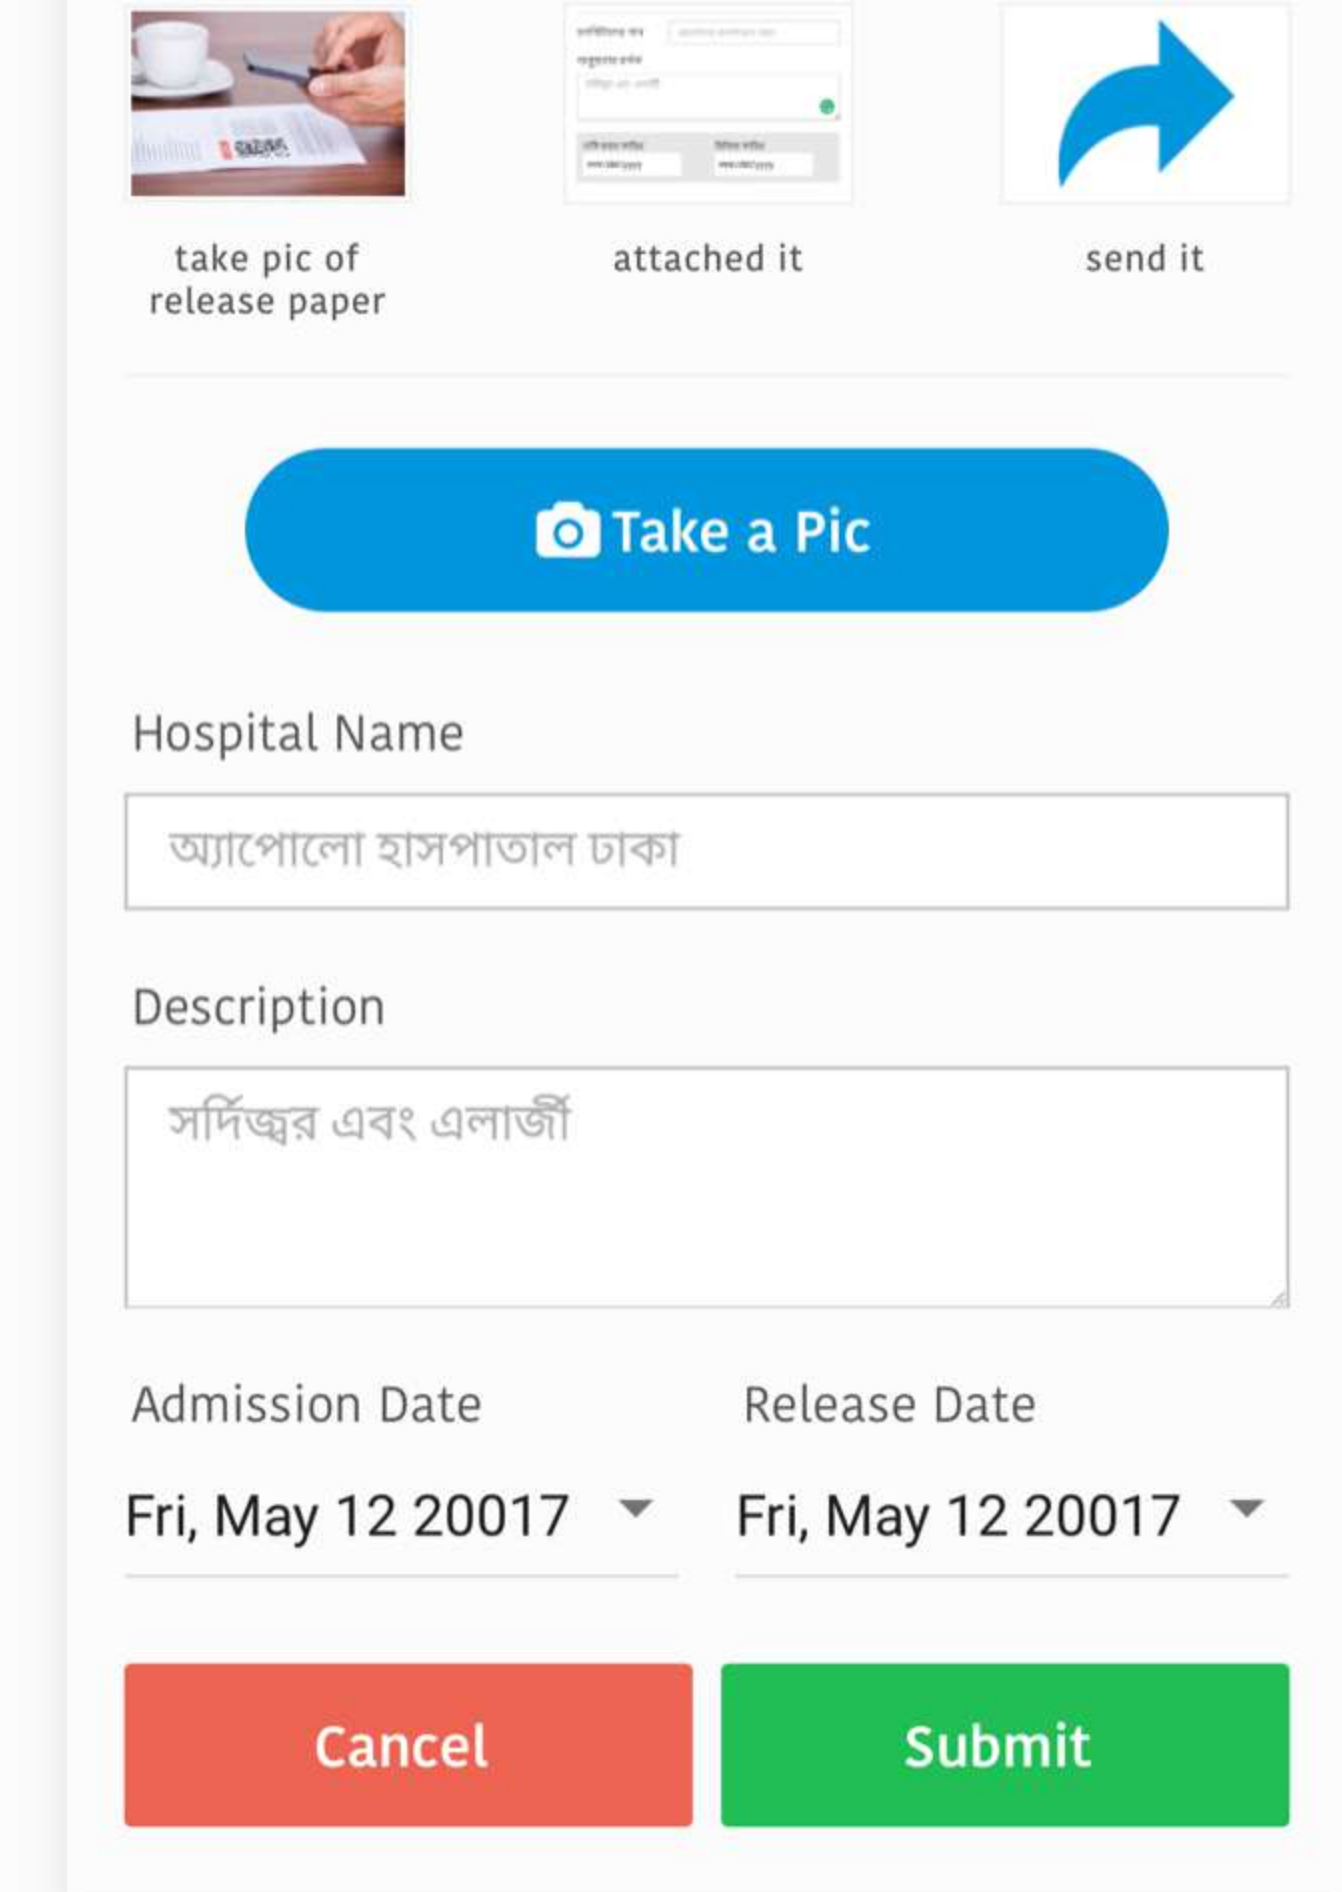 take pic of
release paper
attached it
send it
Take a Pic
Hospital Name
অ্যাপোলো হাসপাতাল ঢাকা
Description
সর্দিজ্বর এবং এলার্জী
Admission Date
Release Date
Fri, May 12 20017
Fri, May 12 20017
Cancel
Submit